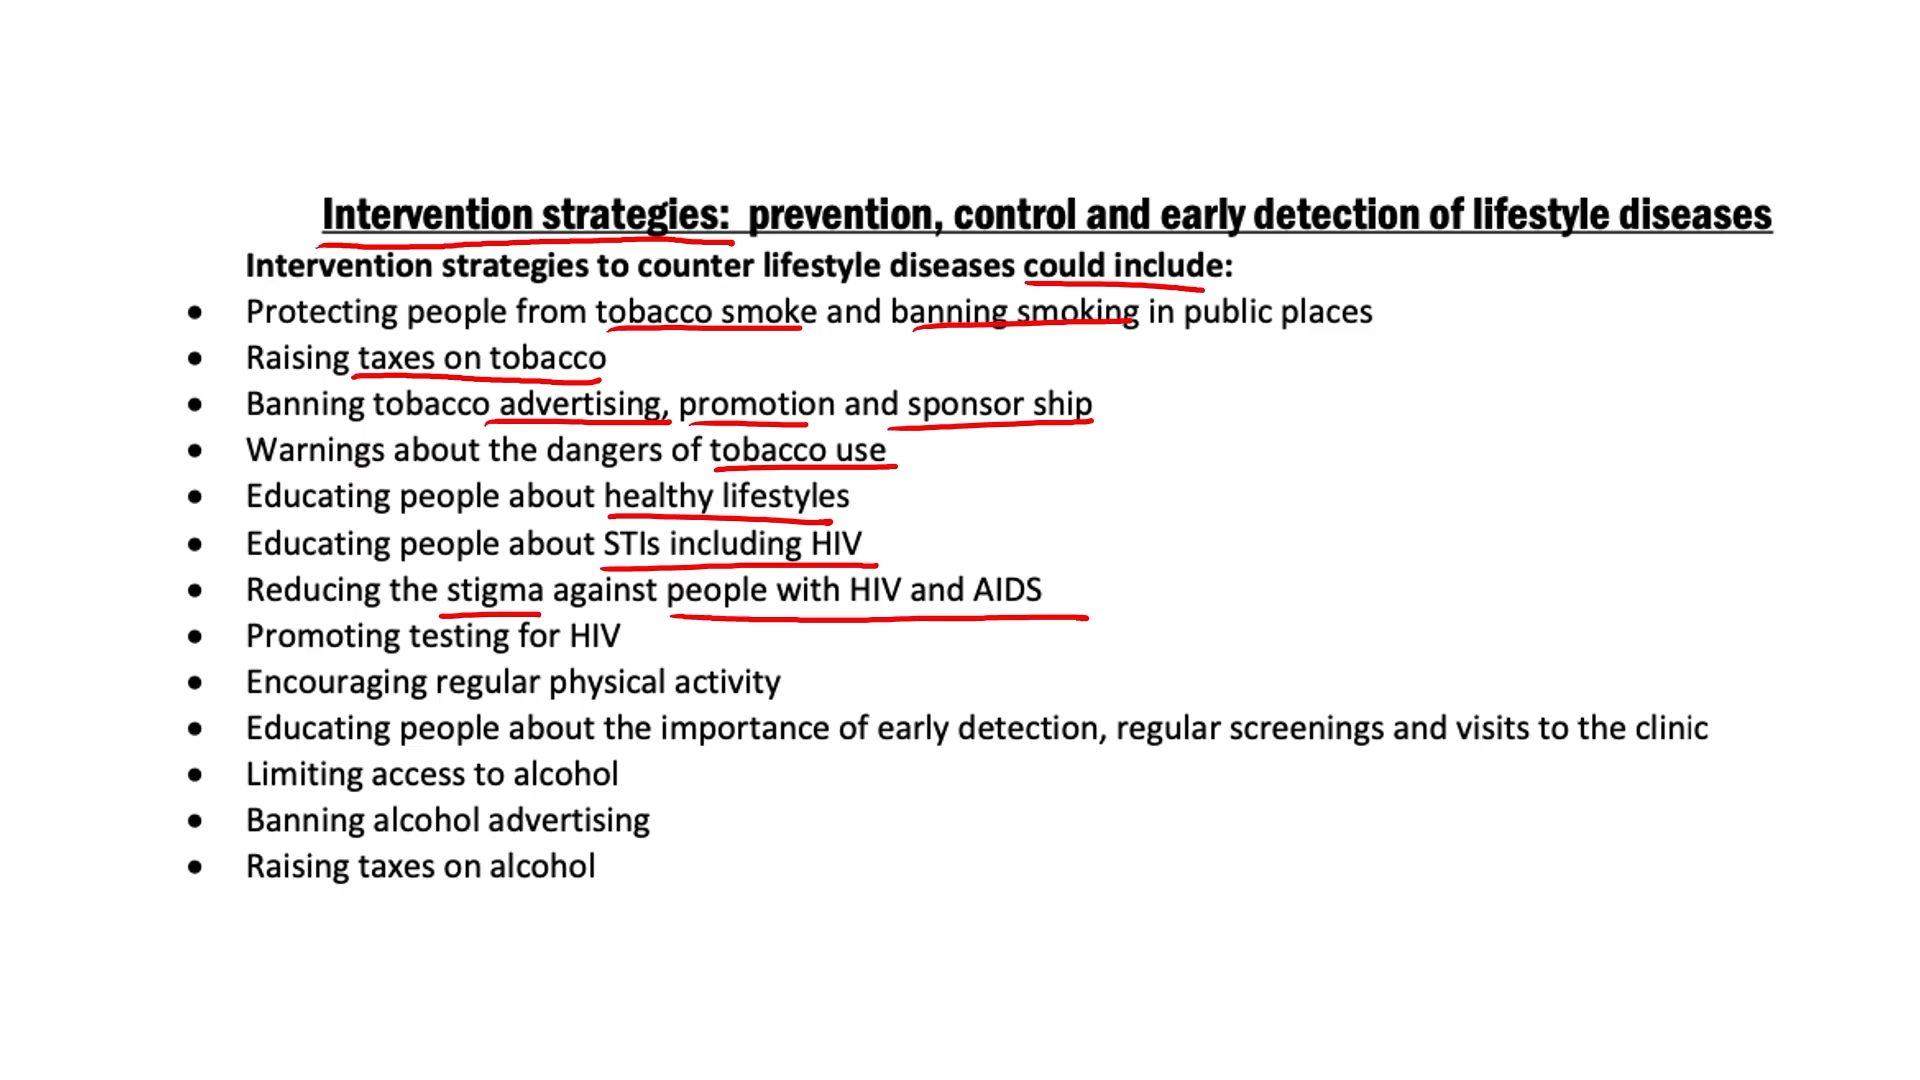 Intervention strategies:  prevention, control and early detection of lifestyle diseases
Intervention strategies to counter lifestyle diseases could include:
• Protecting people from tobacco smoke and banning smoking in public places
• Raising taxes on tobacco
• Banning tobacco advertising, promotion and sponsor ship
• Warnings about the dangers of tobacco use
• Educating people about healthy lifestyles
• Educating people about STIs including HIV
• Reducing the stigma against people with HIV and AIDS
• Promoting testing for HIV
• Encouraging regular physical activity
• Educating people about the importance of early detection, regular screenings and visits to the clinic
• Limiting access to alcohol
• Banning alcohol advertising
• Raising taxes on alcohol